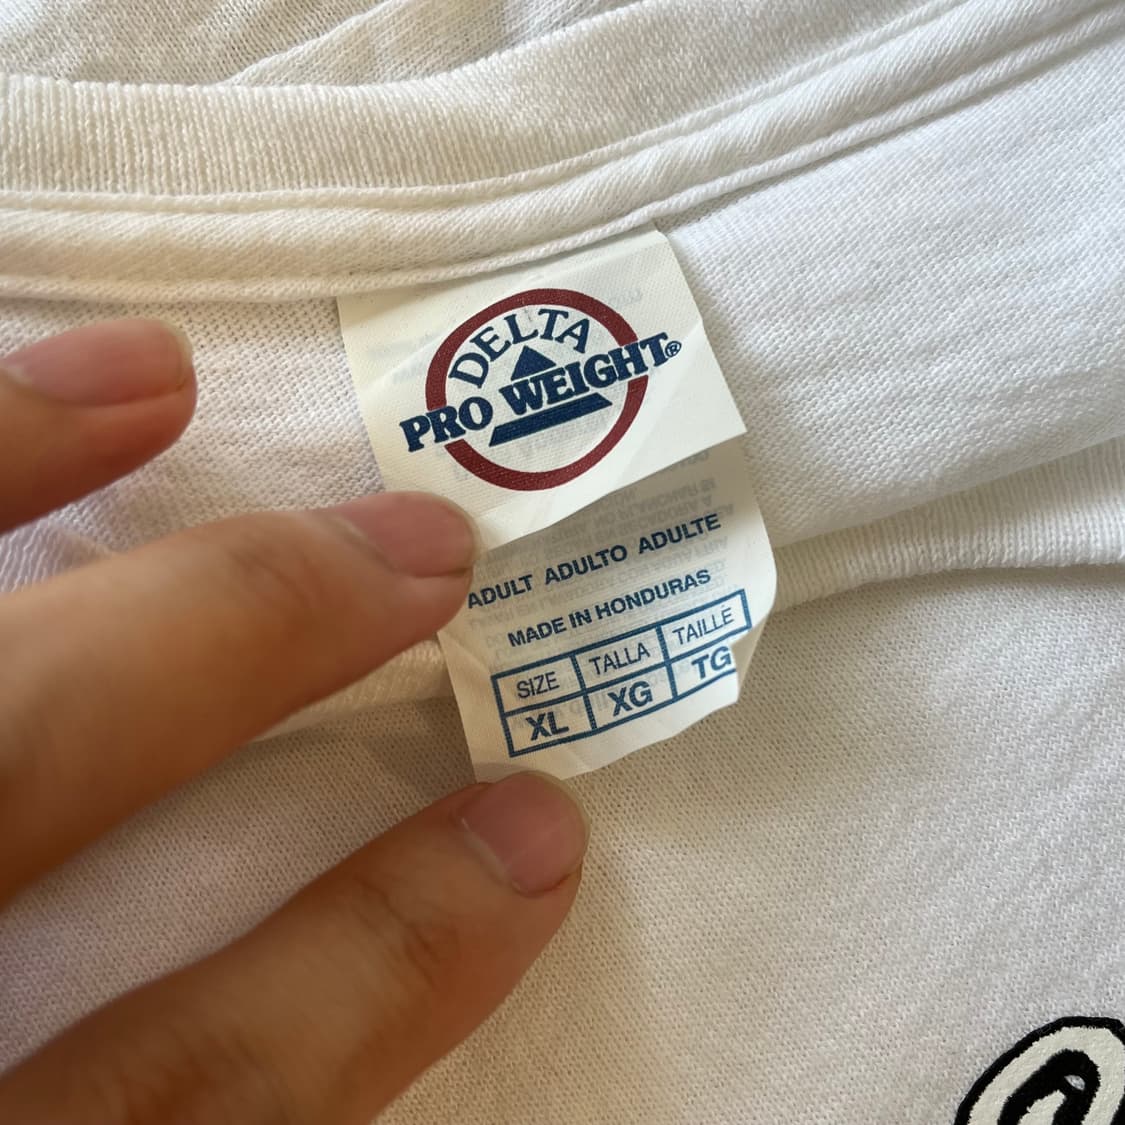 DELTA
PRO WEIGHT®
ADULT ADULTO ADULTE
MADE IN HONDURAS
SIZE TALLA TAILLE
XL XG TG